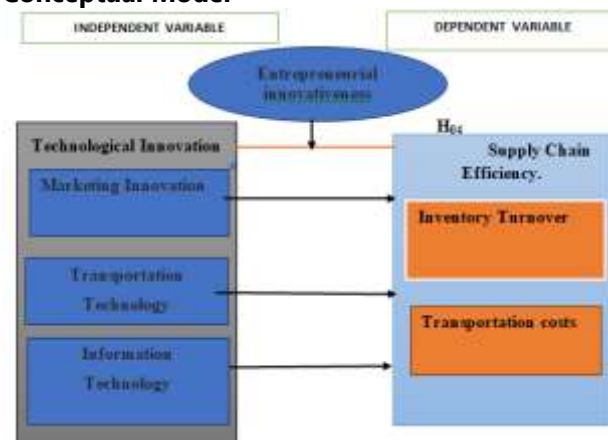 Conceptual Model
INDEPENDENT VARIABLE
DEPENDENT VARIABLE
Entrepreneurial
innovativeness
H04
Technological Innovation
Supply Chain
Efficiency.
Marketing Innovation
Inventory Turnover
Transportation
Technology
Transportation costs
Information
Technology